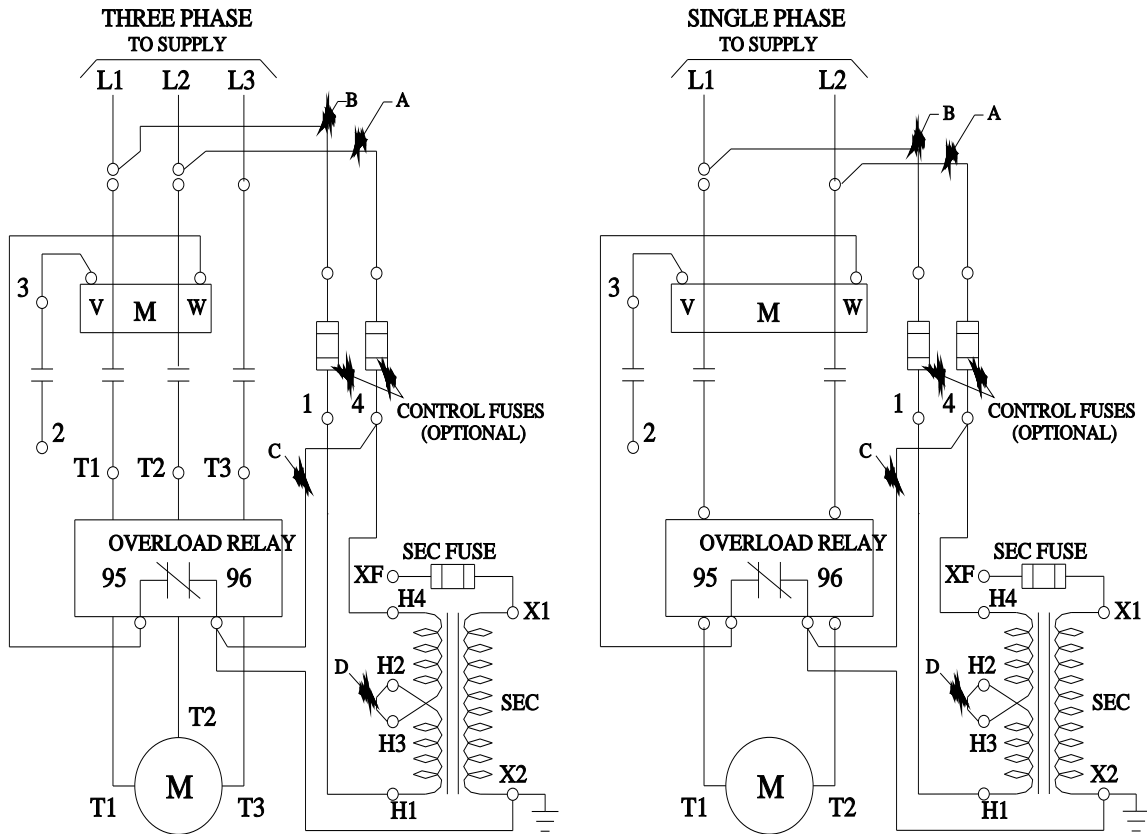 THREE PHASE
TO SUPPLY
L1 L2 L3
B
A
3
V M W
1 4
CONTROL FUSES
(OPTIONAL)
2
C
T1 T2 T3
OVERLOAD RELAY
95 96
SEC FUSE
XF
H4
X1
D
H2
SEC
H3
T2
M
T1 T3
X2
H1
SINGLE PHASE
TO SUPPLY
L1 L2
B
A
3
V M W
1 4
CONTROL FUSES
(OPTIONAL)
2
C
OVERLOAD RELAY
95 96
SEC FUSE
XF
H4
X1
D
H2
SEC
H3
M
T1 T2
X2
H1